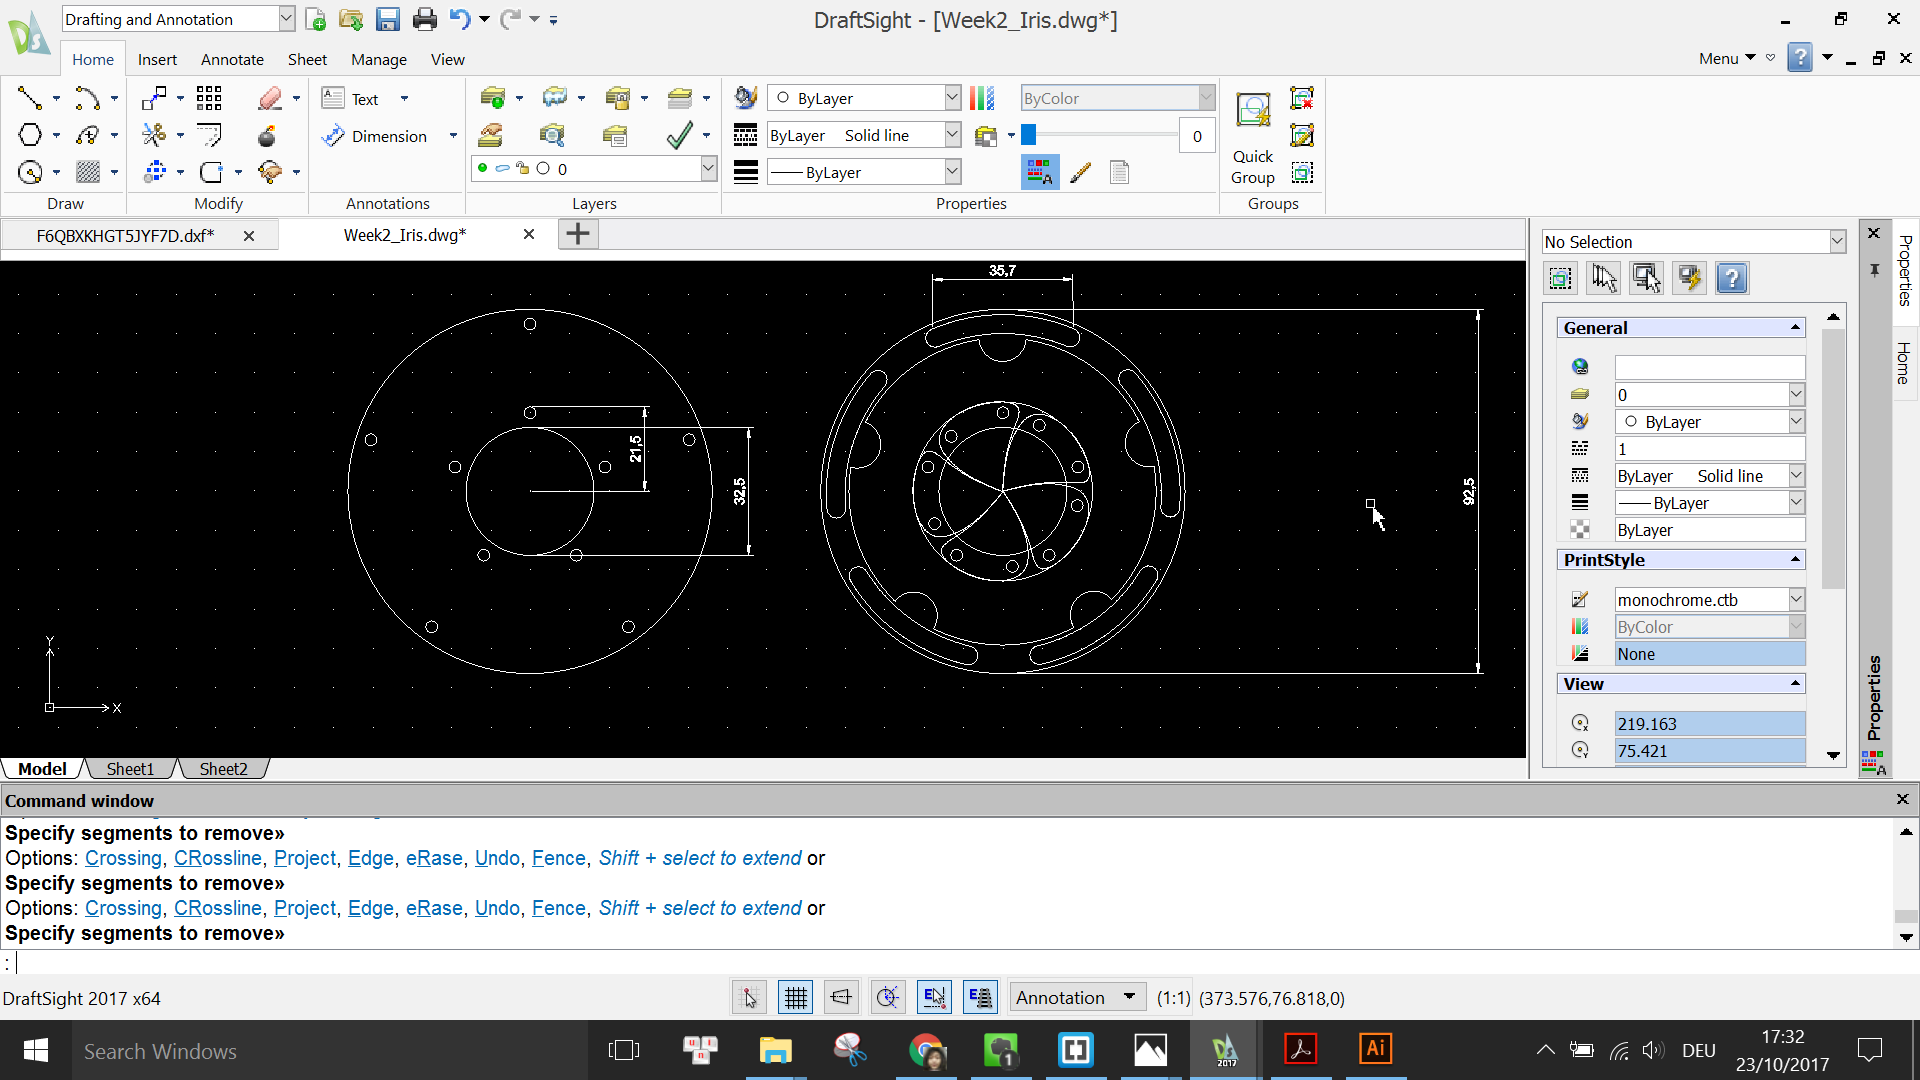 Drafting and Annotation
DraftSight - [Week2_Iris.dwg*]
Home Insert Annotate Sheet Manage View
Menu
Text
Dimension
ByLayer
ByLayer Solid line
ByLayer
ByColor
0
0
Quick
Group
Draw Modify Annotations Layers Properties Groups
F6QBXKHGT5JYF7D.dxf*
Week2_Iris.dwg*
35,7
21,5
32,5
92,5
Y
X
No Selection
General
0
ByLayer
1
ByLayer Solid line
ByLayer
ByLayer
PrintStyle
monochrome.ctb
ByColor
None
View
219.163
75.421
Properties
Home
Properties
Model Sheet1 Sheet2
Command window
Specify segments to remove»
Options: Crossing, CRossline, Project, Edge, eRase, Undo, Fence, Shift + select to extend or
Specify segments to remove»
Options: Crossing, CRossline, Project, Edge, eRase, Undo, Fence, Shift + select to extend or
Specify segments to remove»
:
DraftSight 2017 x64
Annotation
(1:1) (373.576,76.818,0)
Search Windows
DEU
17:32
23/10/2017